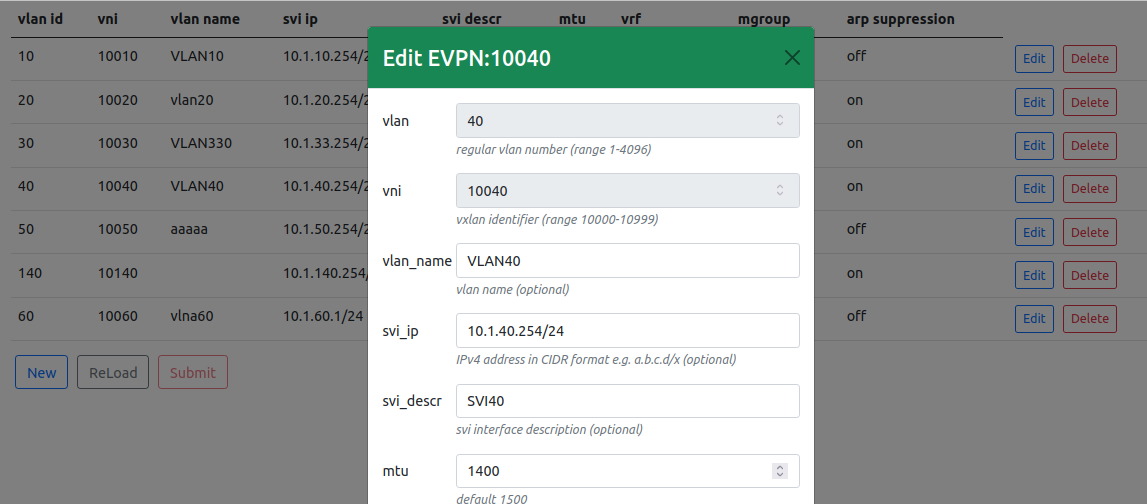 vlan id vni vlan name svi ip svi descr mtu vrf mgroup arp suppression
10 10010 VLAN10 10.1.10.254/2 off Edit Delete
20 10020 vlan20 10.1.20.254/2 on Edit Delete
30 10030 VLAN330 10.1.33.254/2 on Edit Delete
40 10040 VLAN40 10.1.40.254/2 on Edit Delete
50 10050 aaaaa 10.1.50.254/2 off Edit Delete
140 10140 10.1.140.254/ on Edit Delete
60 10060 vlna60 10.1.60.1/24 off Edit Delete
New ReLoad Submit
Edit EVPN:10040
vlan 40
regular vlan number (range 1-4096)
vni 10040
vxlan identifier (range 10000-10999)
vlan_name VLAN40
vlan name (optional)
svi_ip 10.1.40.254/24
IPv4 address in CIDR format e.g. a.b.c.d/x (optional)
svi_descr SVI40
svi interface description (optional)
mtu 1400
default 1500